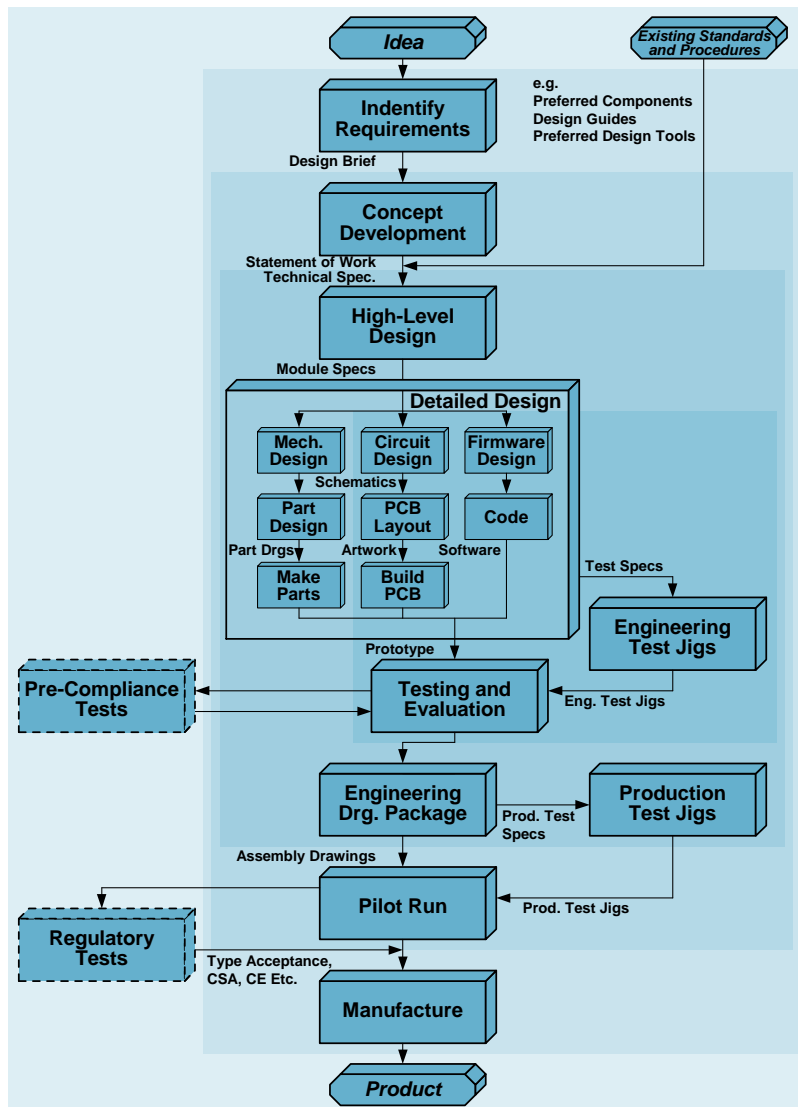 Idea
Existing Standards
and Procedures
e.g.
Preferred Components
Design Guides
Preferred Design Tools
Indentify
Requirements
Design Brief
Concept
Development
Statement of Work
Technical Spec.
High-Level
Design
Module Specs
Detailed Design
Mech.
Design
Circuit
Design
Firmware
Design
Schematics
Part
Design
PCB
Layout
Code
Part Drgs
Artwork
Software
Make
Parts
Build
PCB
Test Specs
Engineering
Test Jigs
Prototype
Pre-Compliance
Tests
Testing and
Evaluation
Eng. Test Jigs
Engineering
Drg. Package
Prod. Test
Specs
Production
Test Jigs
Assembly Drawings
Pilot Run
Prod. Test Jigs
Regulatory
Tests
Type Acceptance,
CSA, CE Etc.
Manufacture
Product